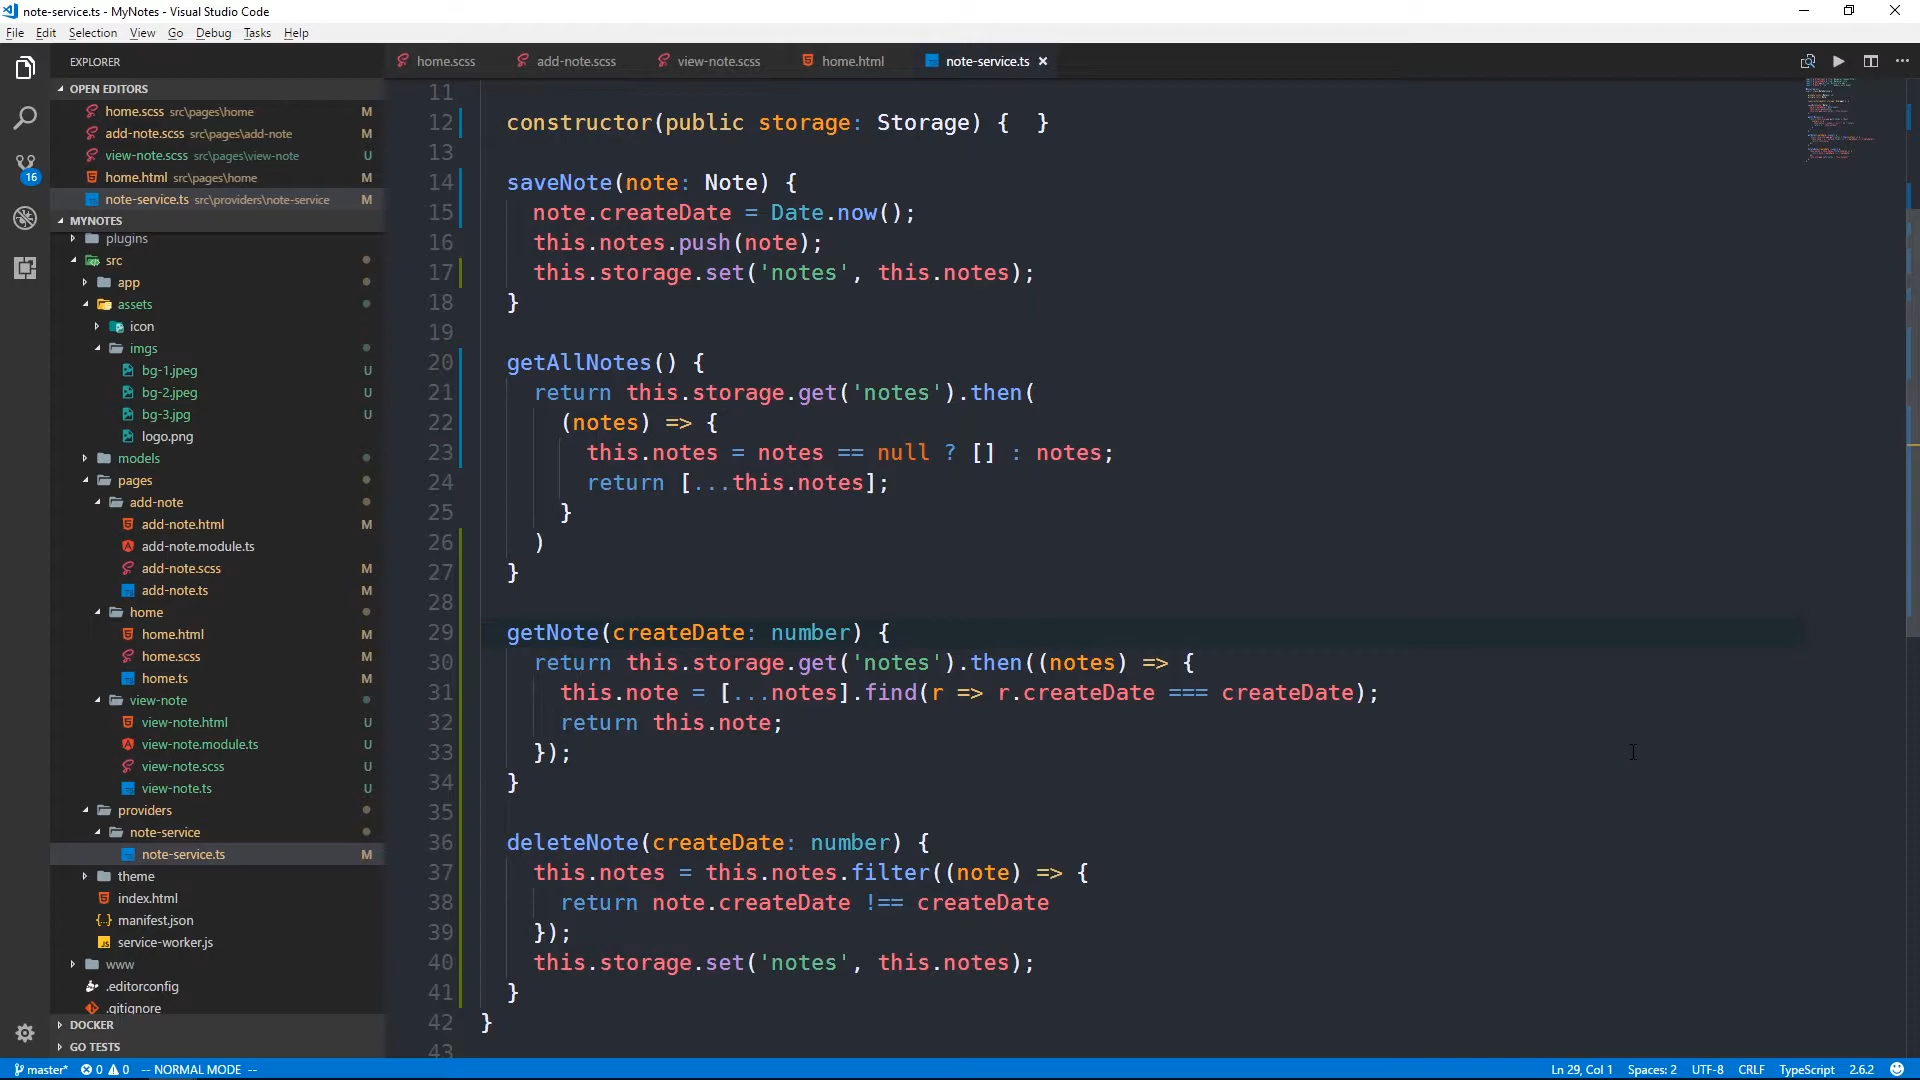 note-service.ts - MyNotes - Visual Studio Code
File Edit Selection View Go Debug Tasks Help
EXPLORER
OPEN EDITORS
home.scss src\pages\home M
add-note.scss src\pages\add-note M
view-note.scss src\pages\view-note U
home.html src\pages\home M
note-service.ts src\providers\note-service M
16
MYNOTES
plugins
src
app
assets
icon
imgs
bg-1.jpeg U
bg-2.jpeg U
bg-3.jpg U
logo.png
models
pages
add-note
add-note.html M
add-note.module.ts
add-note.scss M
add-note.ts M
home
home.html M
home.scss M
home.ts M
view-note
view-note.html U
view-note.module.ts U
view-note.scss U
view-note.ts U
providers
note-service
note-service.ts M
theme
index.html
manifest.json
service-worker.js
www
.editorconfig
.gitignore
DOCKER
GO TESTS
home.scss add-note.scss view-note.scss home.html note-service.ts
11
12 constructor(public storage: Storage) {  }
13
14 saveNote(note: Note) {
15 note.createDate = Date.now();
16 this.notes.push(note);
17 this.storage.set('notes', this.notes);
18 }
19
20 getAllNotes() {
21 return this.storage.get('notes').then(
22 (notes) => {
23 this.notes = notes == null ? [] : notes;
24 return [...this.notes];
25 }
26 )
27 }
28
29 getNote(createDate: number) {
30 return this.storage.get('notes').then((notes) => {
31 this.note = [...notes].find(r => r.createDate === createDate);
32 return this.note;
33 });
34 }
35
36 deleteNote(createDate: number) {
37 this.notes = this.notes.filter((note) => {
38 return note.createDate !== createDate
39 });
40 this.storage.set('notes', this.notes);
41 }
42 }
43
master* 0 0 -- NORMAL MODE -- Ln 29, Col 1 Spaces: 2 UTF-8 CRLF TypeScript 2.6.2